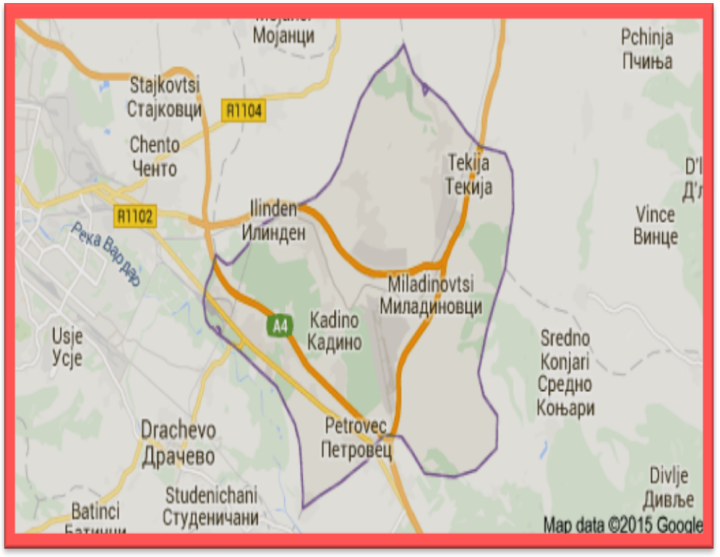 Мојанци
Pchinja
Пчиња
Stajkovtsi
Стајковци
R1104
Chento
Ченто
Tekija
Текија
R1102
Ilinden
Илинден
Vince
Винце
Река Вардар
Miladinovtsi
Миладиновци
A4
Kadino
Кадино
Usje
Усје
Sredno
Konjari
Средно
Коњари
Petrovec
Петровец
Drachevo
Драчево
Studenichani
Студеничани
Divlje
Дивље
Batinci
Map data ©2015 Google